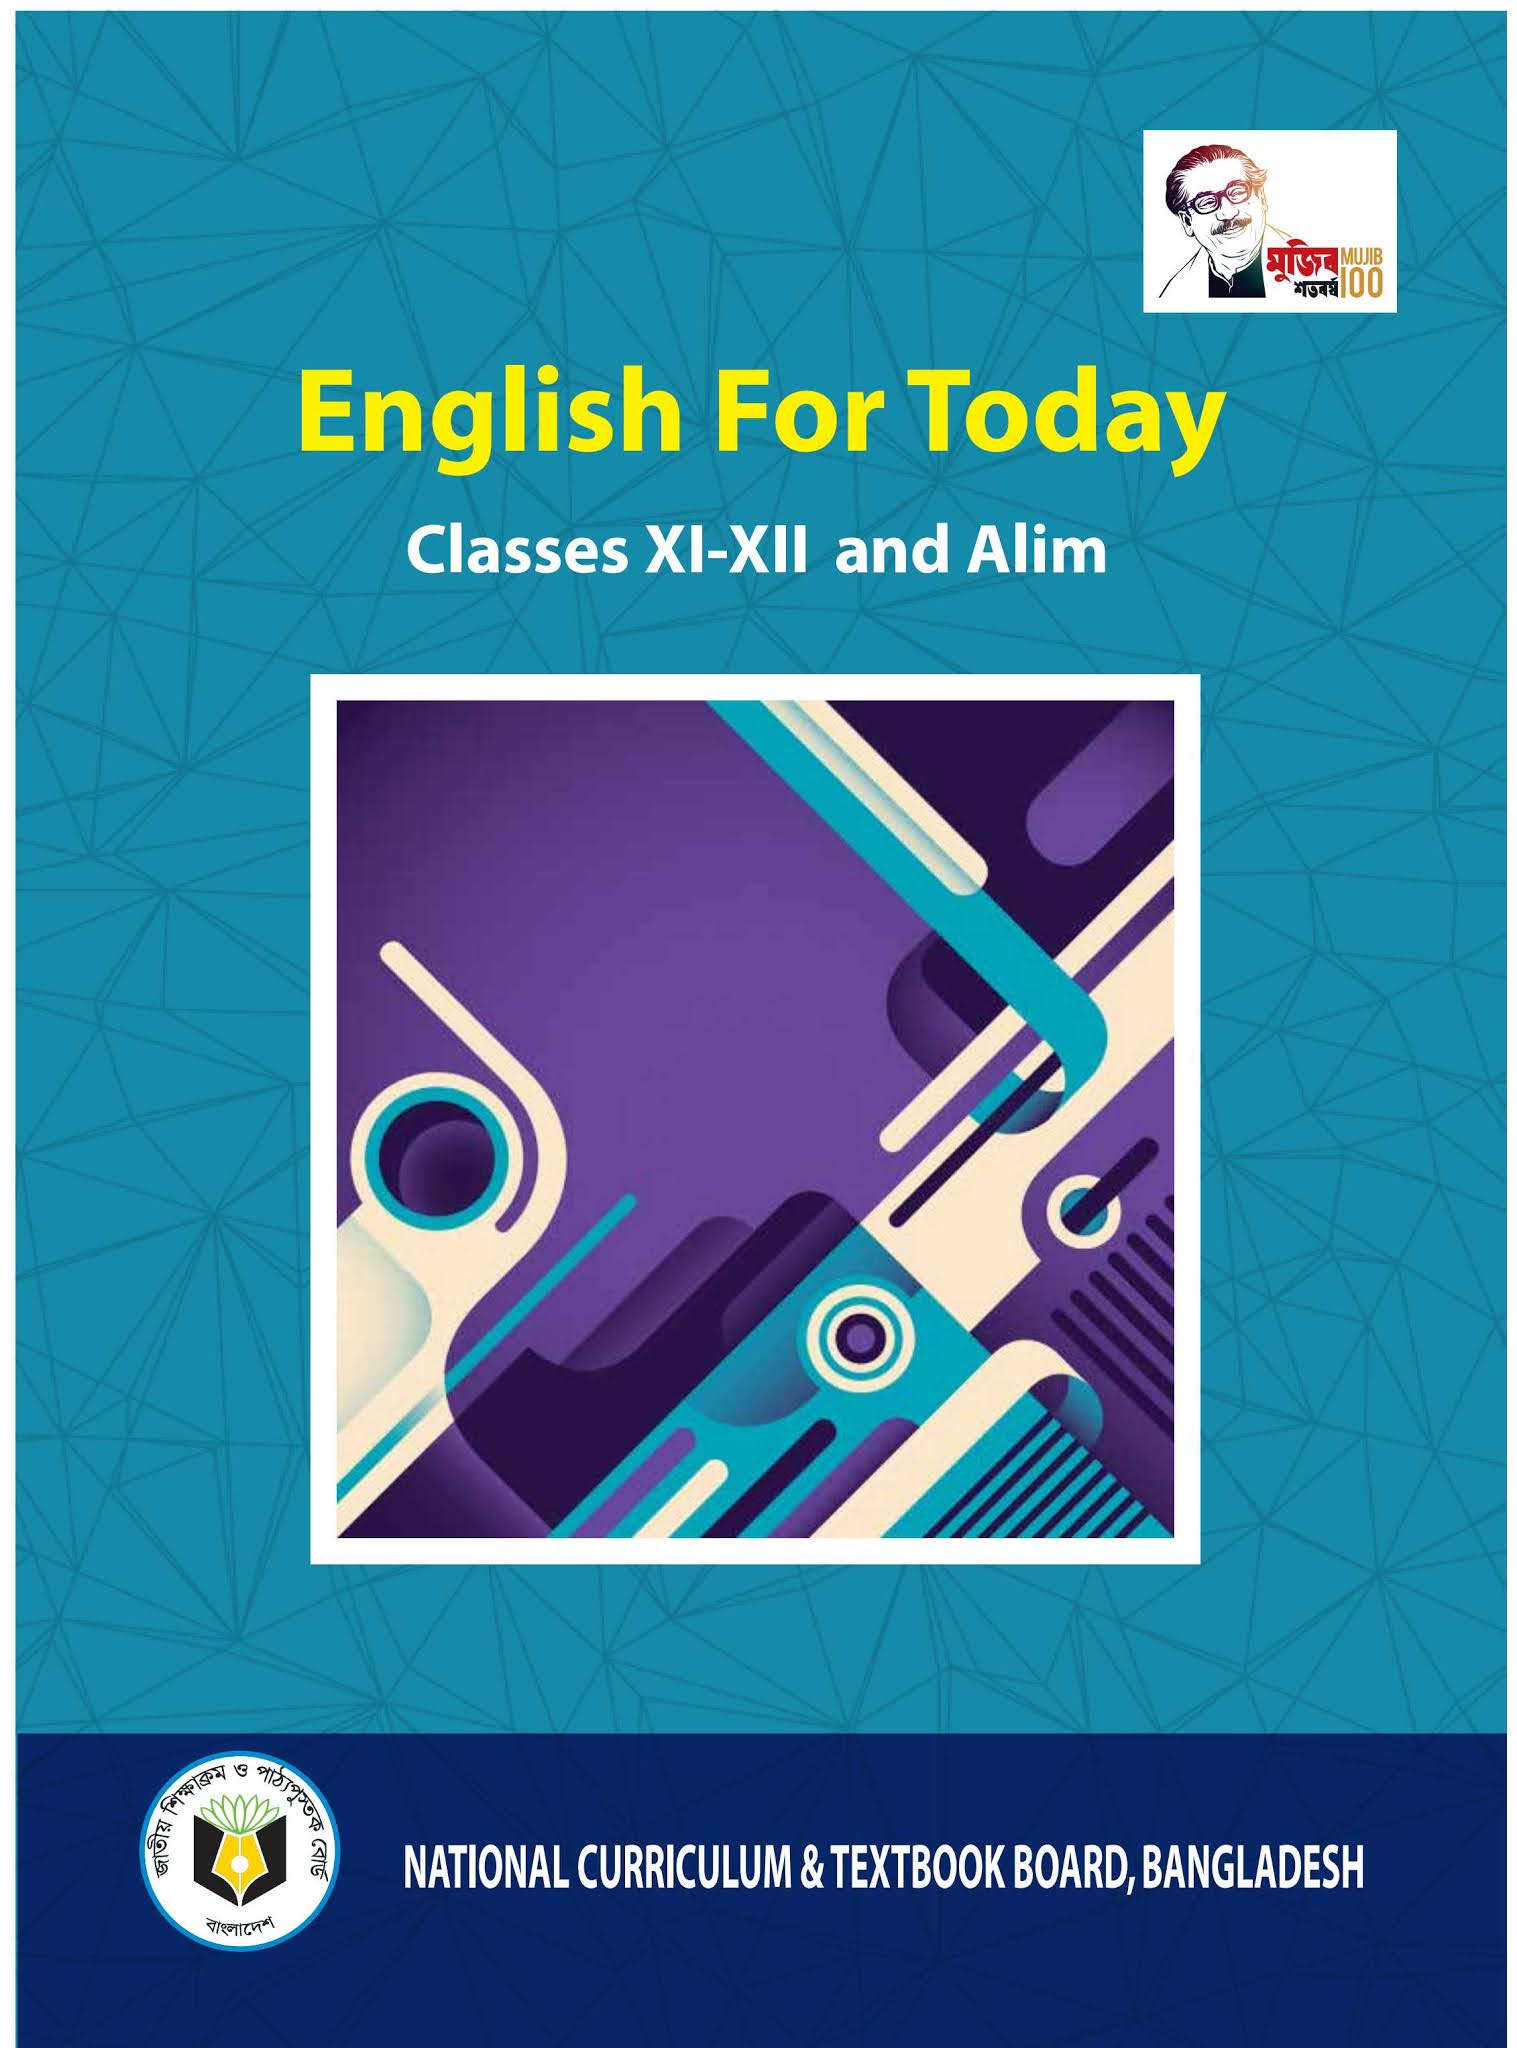 মুজিব MUJIB
শতবর্ষ 100
English For Today
Classes XI-XII and Alim
জাতীয় শিক্ষাক্রম ও পাঠ্যপুস্তক বোর্ড
বাংলাদেশ
NATIONAL CURRICULUM & TEXTBOOK BOARD, BANGLADESH